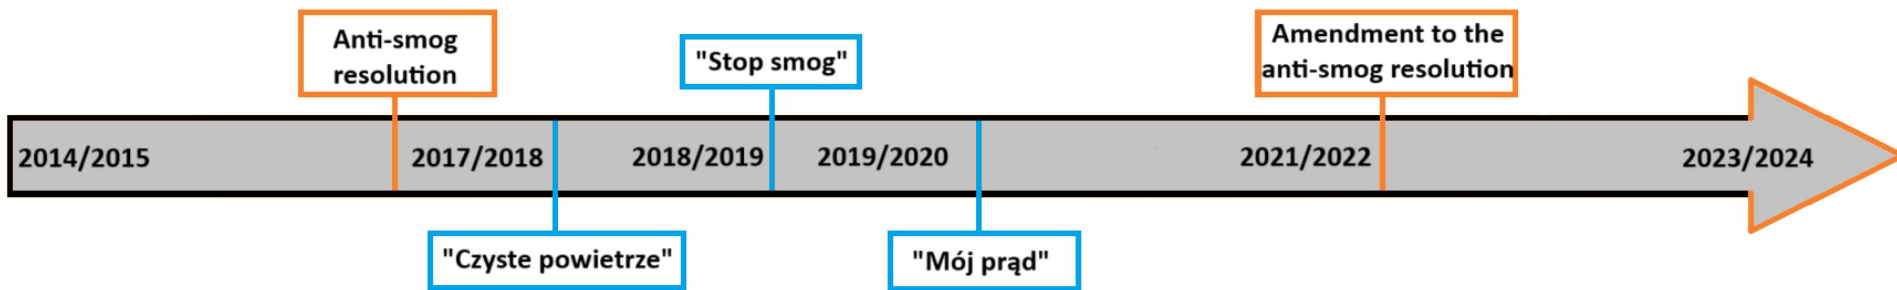 Anti-smog
resolution
"Stop smog"
Amendment to the
anti-smog resolution
2014/2015
2017/2018
2018/2019
2019/2020
2021/2022
2023/2024
"Czyste powietrze"
"Mój prąd"